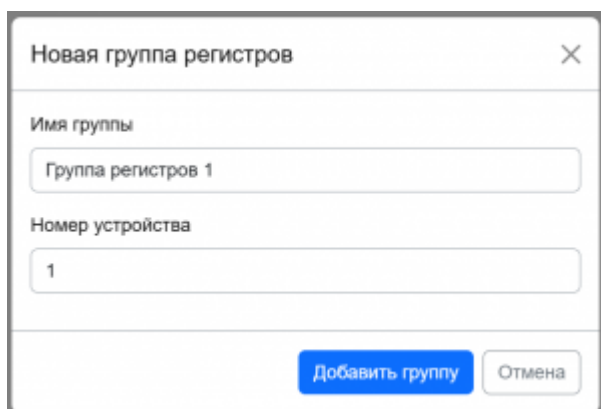 Новая группа регистров
Имя группы
Группа регистров 1
Номер устройства
1
Добавить группу Отмена